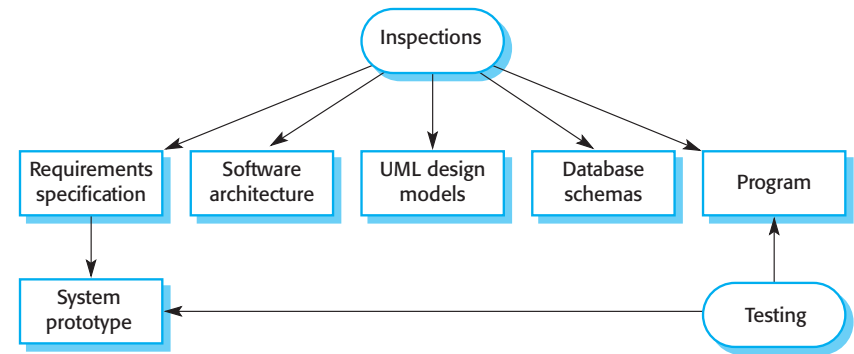 Inspections
Requirements
specification
Software
architecture
UML design
models
Database
schemas
Program
System
prototype
Testing